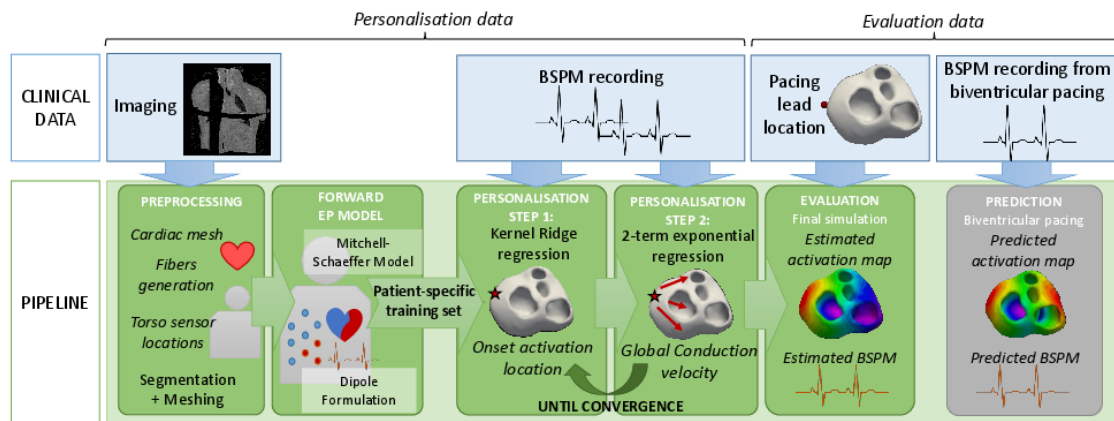 Personalisation data
Evaluation data
CLINICAL
DATA
Imaging
BSPM recording
Pacing
lead
location
BSPM recording from
biventricular pacing
PIPELINE
PREPROCESSING
Cardiac mesh
Fibers
generation
Torso sensor
locations
Segmentation
+ Meshing
FORWARD
EP MODEL
Mitchell-
Schaeffer Model
Dipole
Formulation
Patient-specific
training set
PERSONALISATION
STEP 1:
Kernel Ridge
regression
Onset activation
location
PERSONALISATION
STEP 2:
2-term exponential
regression
Global Conduction
velocity
UNTIL CONVERGENCE
EVALUATION
Final simulation
Estimated
activation map
Estimated BSPM
PREDICTION
Biventricular pacing
Predicted
activation map
Predicted BSPM